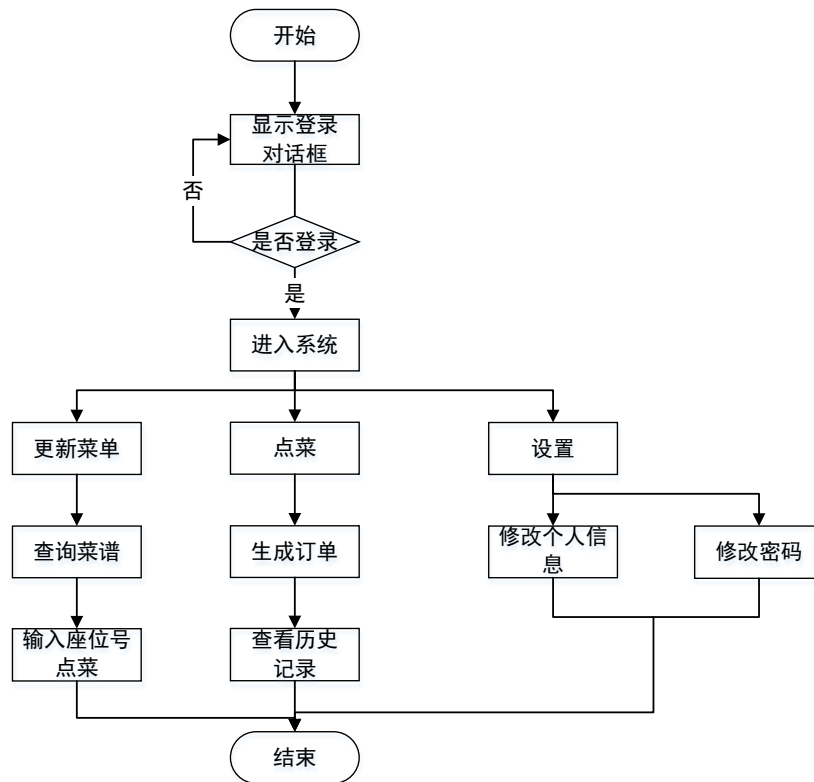 开始
显示登录
对话框
否
是否登录
是
进入系统
更新菜单
点菜
设置
查询菜谱
生成订单
修改个人信
息
修改密码
输入座位号
点菜
查看历史
记录
结束